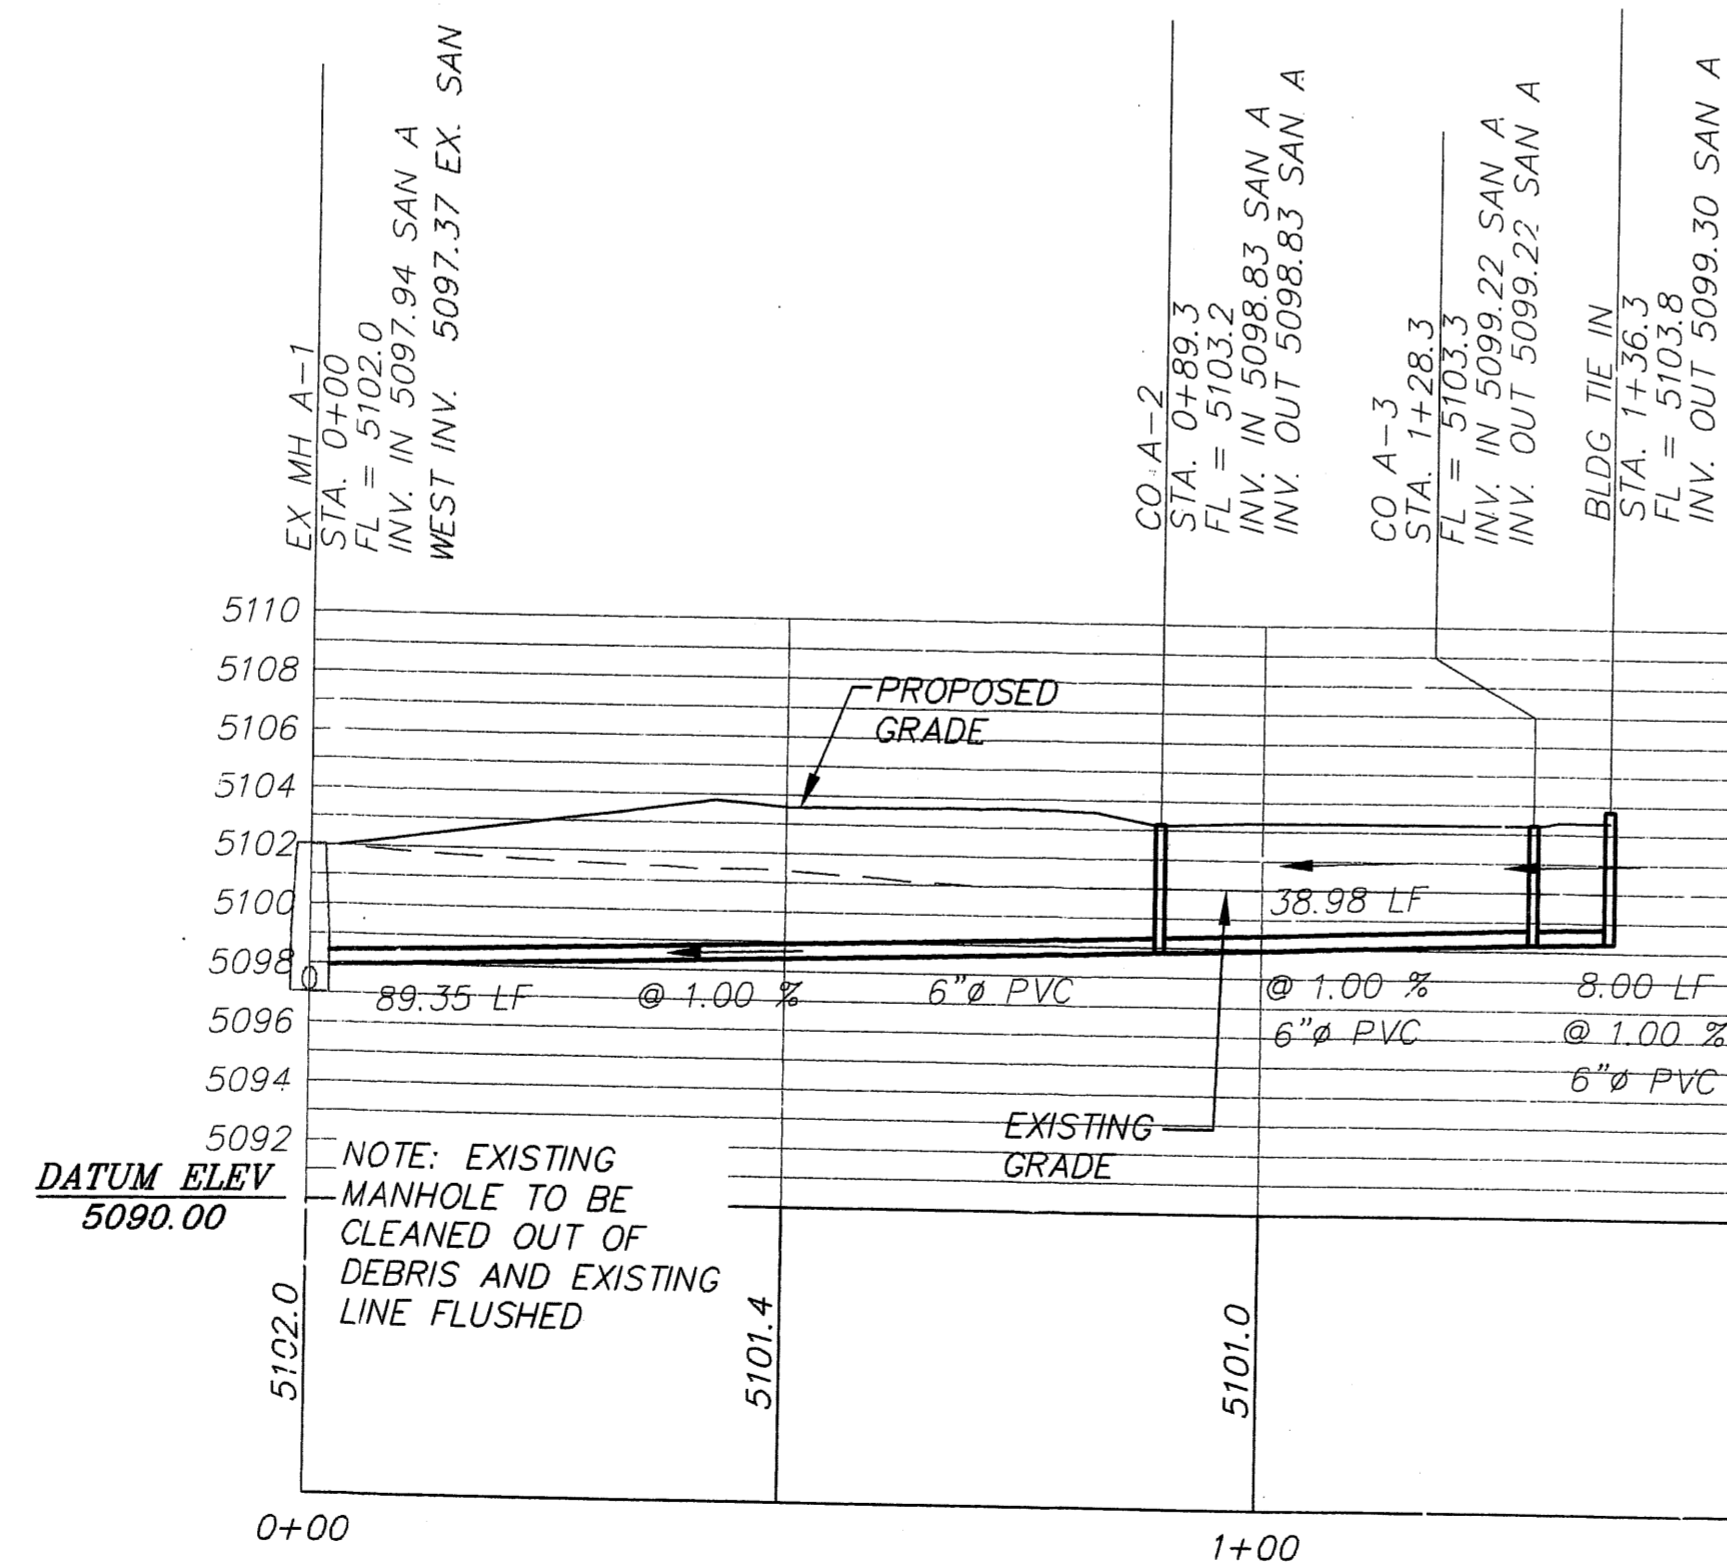 EX MH A-1
STA. 0+00
FL = 5102.0
INV. IN 5097.94 SAN A
WEST INV. 5097.37 EX. SAN
CO A-2
STA. 0+89.3
FL = 5103.2
INV. IN 5098.83 SAN A
INV. OUT 5098.83 SAN A
CO A-3
STA. 1+28.3
FL = 5103.3
INV. IN 5099.22 SAN A
INV. OUT 5099.22 SAN A
BLDG TIE IN
STA. 1+36.3
FL = 5103.8
INV. OUT 5099.30 SAN A
5110
5108
5106
5104
5102
5100
5098
5096
5094
5092
DATUM ELEV
5090.00
PROPOSED
GRADE
38.98 LF
89.35 LF @ 1.00 % 6"ø PVC
@ 1.00 %
6"ø PVC
8.00 LF
@ 1.00 %
6"ø PVC
EXISTING
GRADE
NOTE: EXISTING
MANHOLE TO BE
CLEANED OUT OF
DEBRIS AND EXISTING
LINE FLUSHED
5102.0
5101.4
5101.0
0+00
1+00